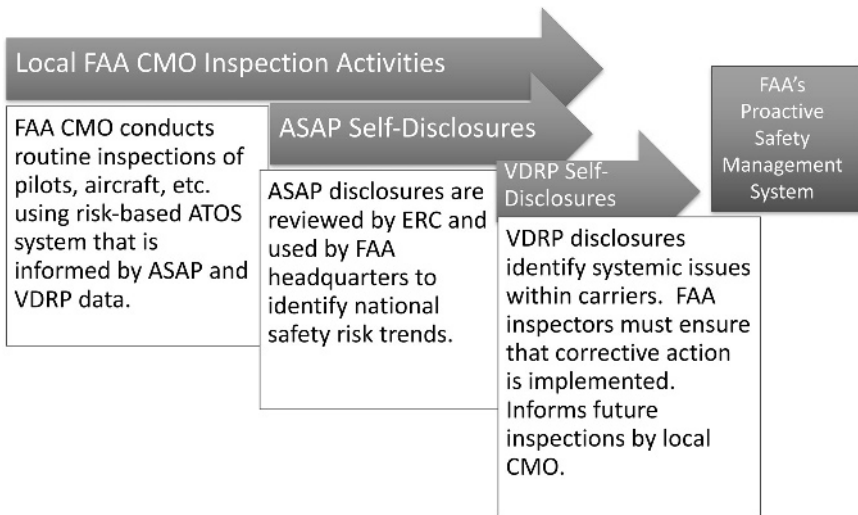 Local FAA CMO Inspection Activities
FAA CMO conducts
routine inspections of
pilots, aircraft, etc.
using risk-based ATOS
system that is
informed by ASAP and
VDRP data.
ASAP Self-Disclosures
ASAP disclosures are
reviewed by ERC and
used by FAA
headquarters to
identify national
safety risk trends.
VDRP Self-
Disclosures
VDRP disclosures
identify systemic issues
within carriers.  FAA
inspectors must ensure
that corrective action
is implemented.
Informs future
inspections by local
CMO.
FAA's
Proactive
Safety
Management
System